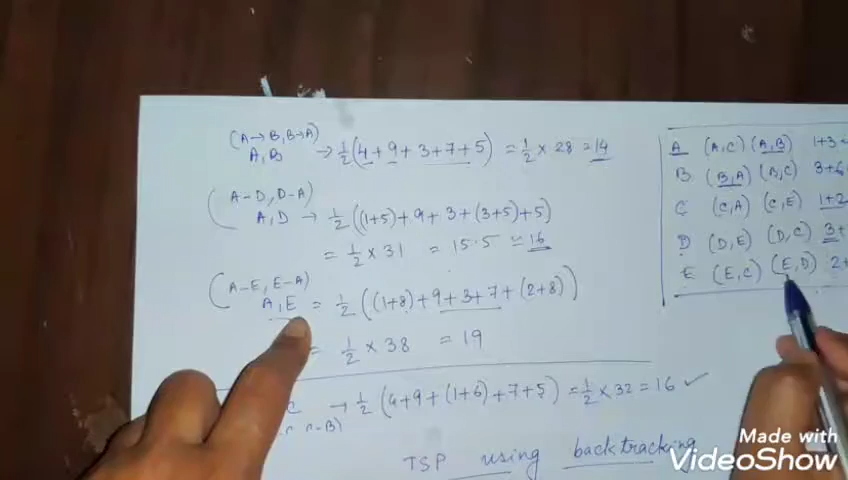 (A→B, B→A)
A,B → 1/2 (4+9+3+7+5) = 1/2 × 28 = 14
(A-D, D-A)
A,D → 1/2 ((1+5)+9+3+(3+5)+5)
= 1/2 × 31 = 15.5 ≈ 16
(A-E, E-A)
A,E = 1/2 ((1+8)+9+3+7+(2+8))
= 1/2 × 38 = 19
C → 1/2 (4+9+(1+6)+7+5) = 1/2 × 32 = 16 ✓
C-B)
TSP using backtracking
A (A,C) (A,B) 1+3
B (B,A) (B,C) 3+6
C (C,A) (C,E) 1+2
D (D,E) (D,C) 3+
E (E,C) (E,D) 2+
Made with
VideoShow